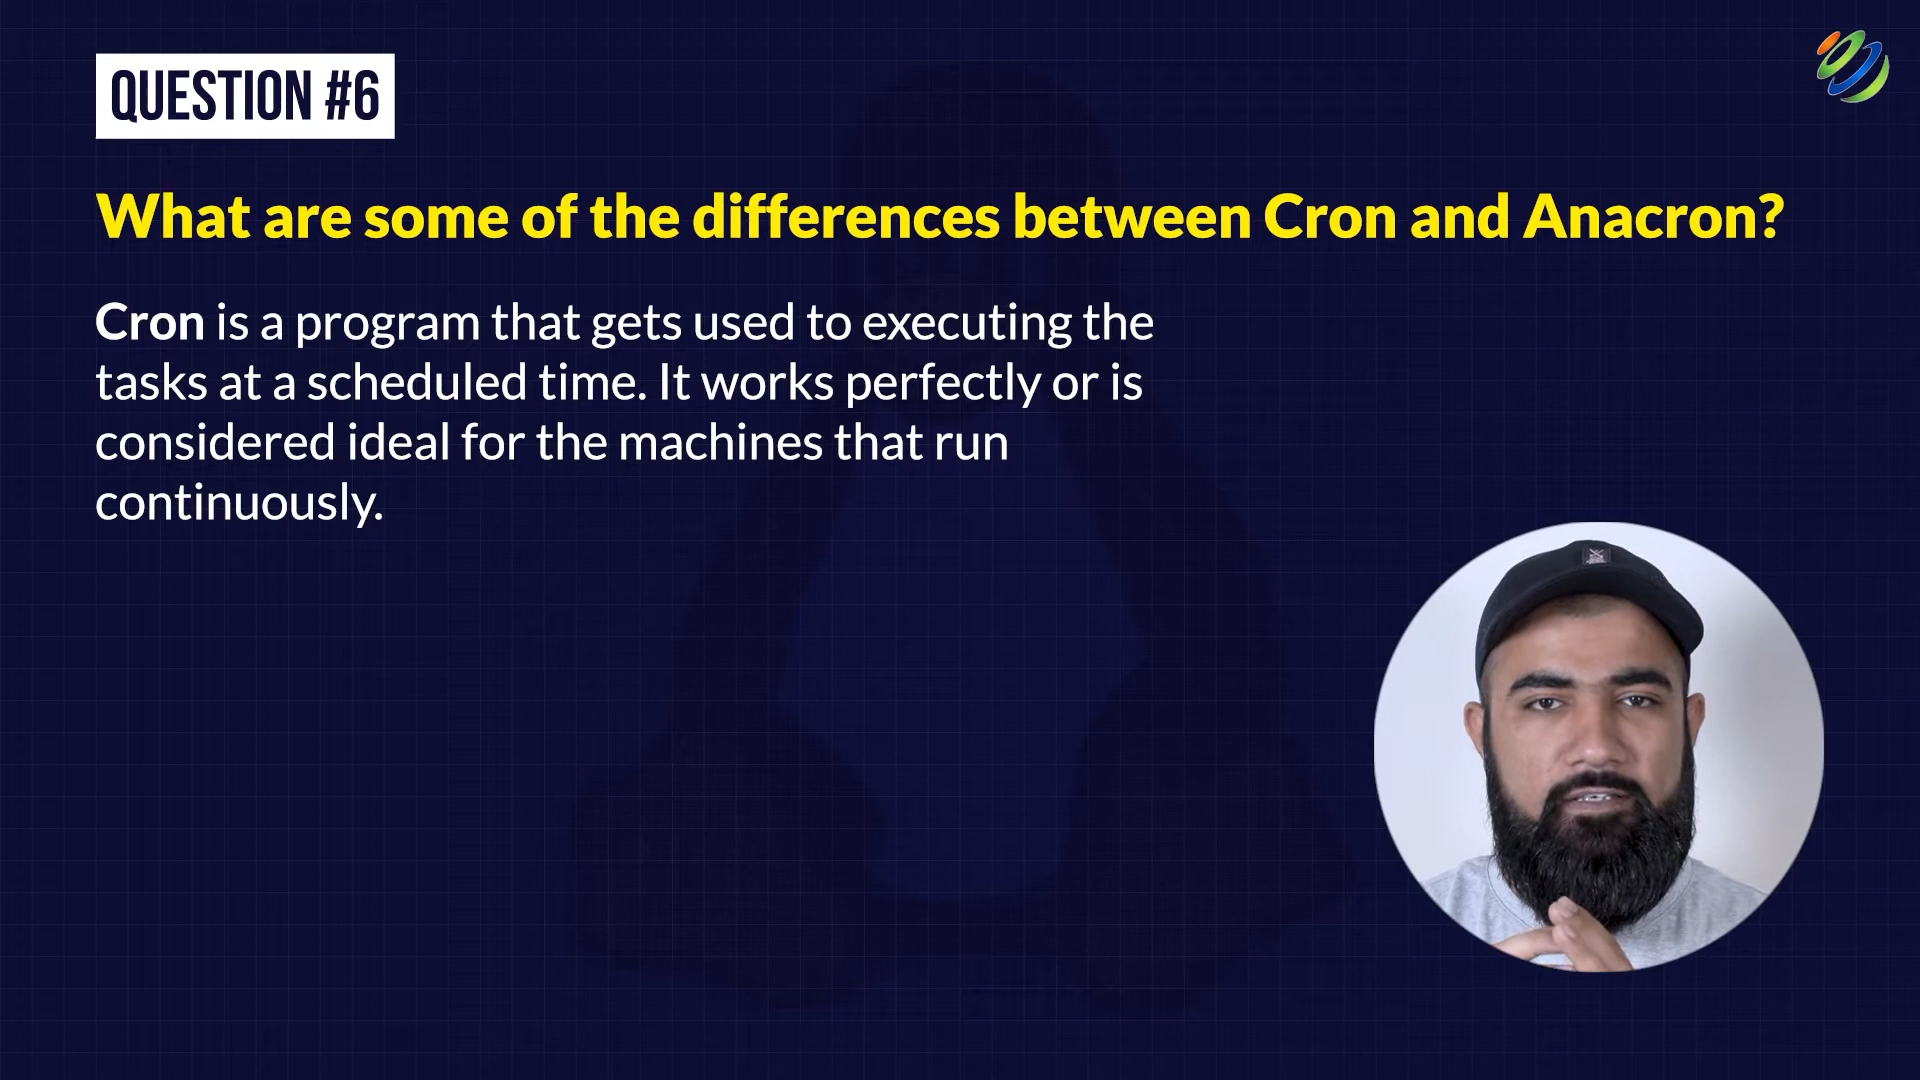 QUESTION #6
What are some of the differences between Cron and Anacron?
Cron is a program that gets used to executing the
tasks at a scheduled time. It works perfectly or is
considered ideal for the machines that run
continuously.